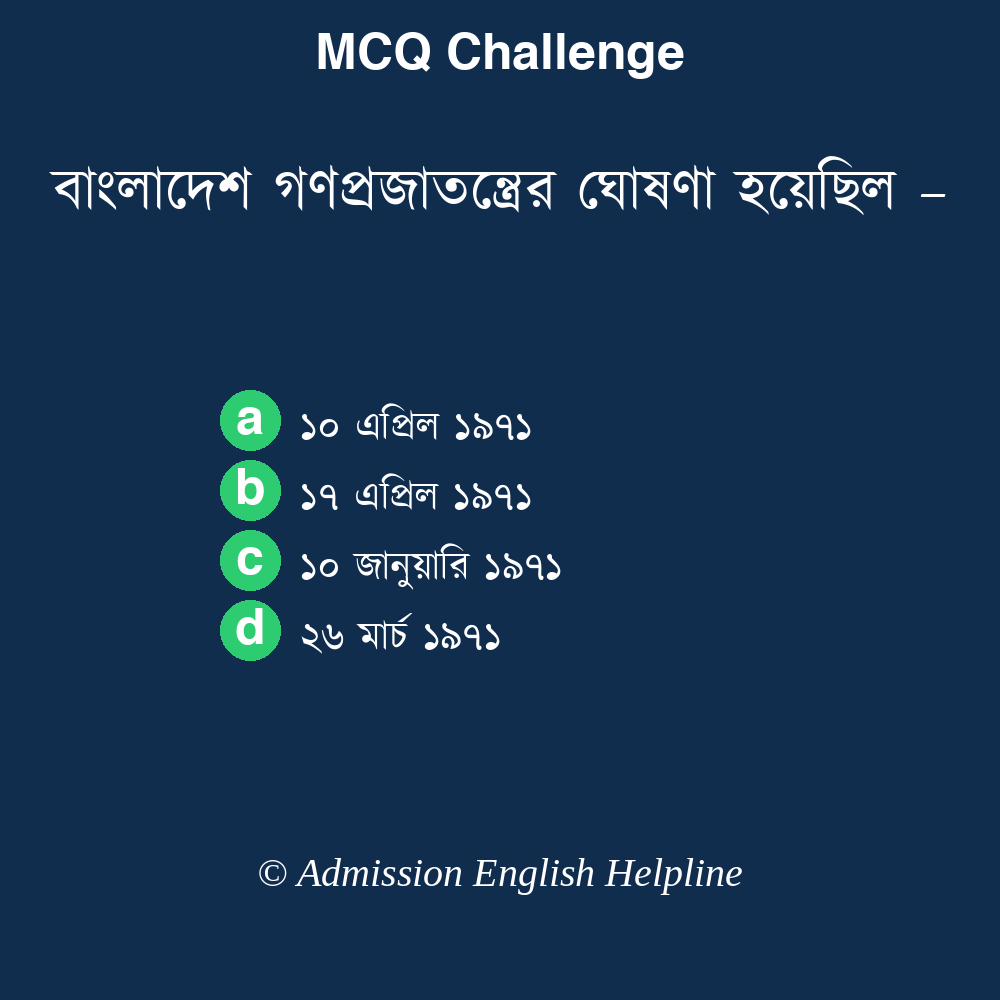 MCQ Challenge
বাংলাদেশ গণপ্রজাতন্ত্রের ঘোষণা হয়েছিল –
a ১০ এপ্রিল ১৯৭১
b ১৭ এপ্রিল ১৯৭১
c ১০ জানুয়ারি ১৯৭১
d ২৬ মার্চ ১৯৭১
© Admission English Helpline